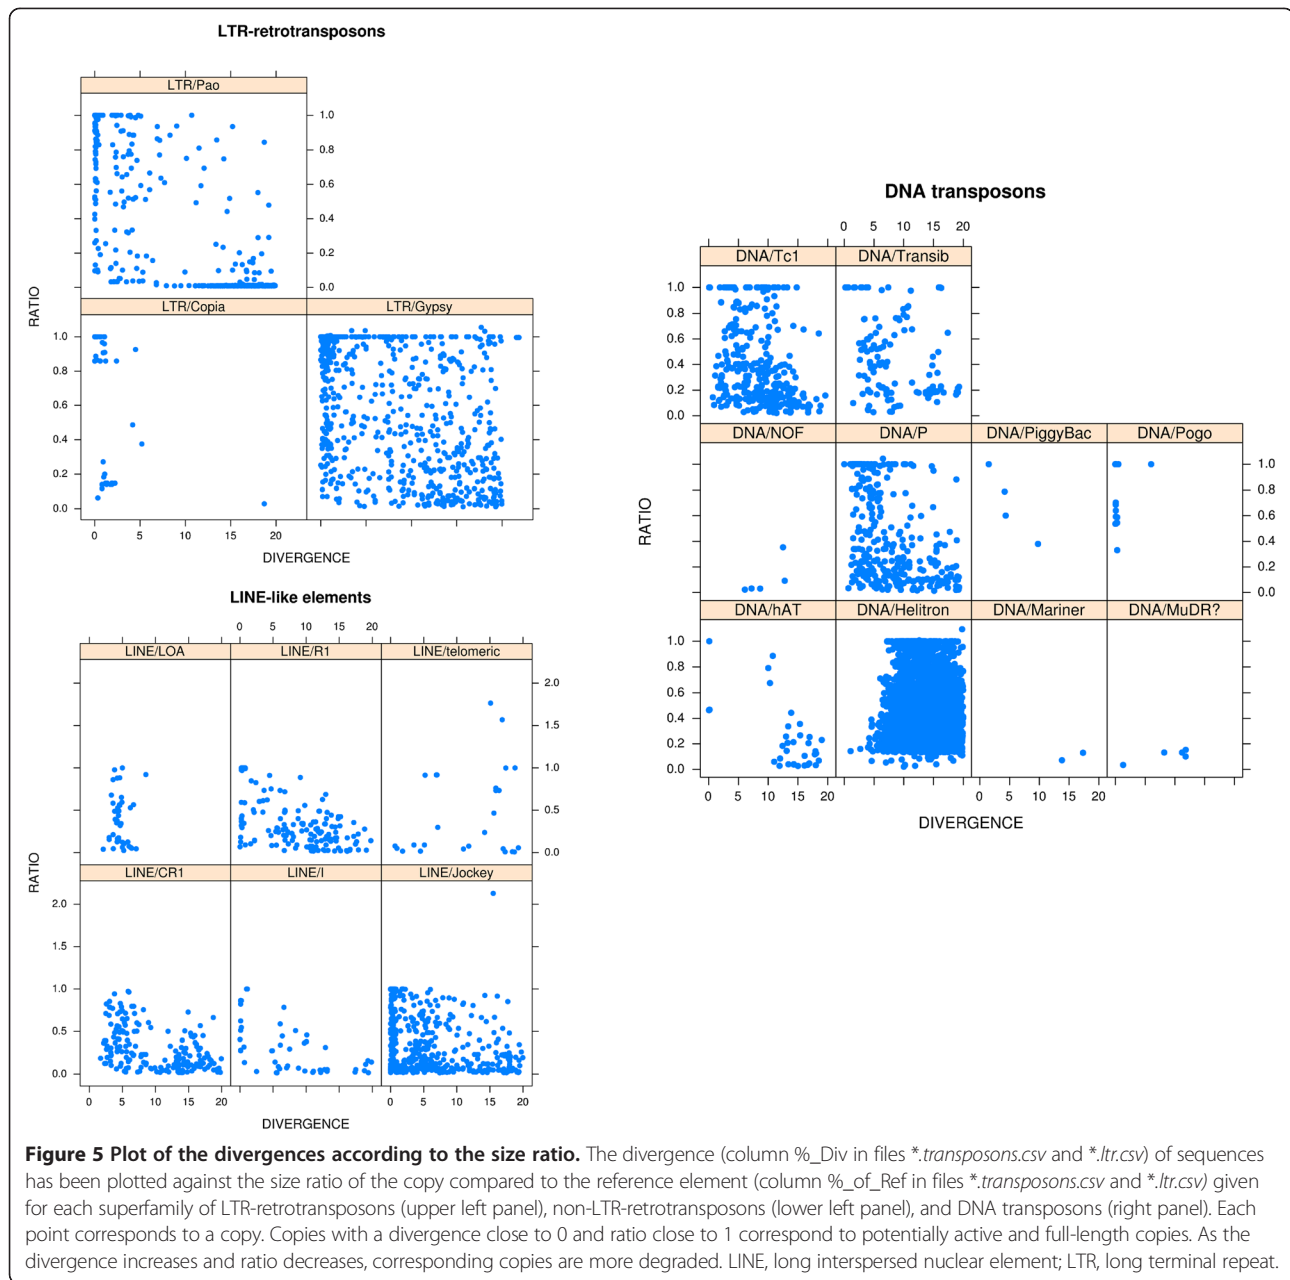 LTR-retrotransposons
LTR/Pao
1.0
0.8
0.6
0.4
0.2
0.0
LTR/Copia
LTR/Gypsy
1.0
0.8
0.6
0.4
0.2
0.0
RATIO
0 5 10 15 20
DIVERGENCE
LINE-like elements
0 5 10 15 20
LINE/LOA
LINE/R1
LINE/telomeric
2.0
1.5
1.0
0.5
0.0
LINE/CR1
LINE/I
LINE/Jockey
RATIO
2.0
1.5
1.0
0.5
0.0
0 5 10 15 20
0 5 10 15 20
DIVERGENCE
DNA transposons
0 5 10 15 20
DNA/Tc1
DNA/Transib
1.0
0.8
0.6
0.4
0.2
0.0
DNA/NOF
DNA/P
DNA/PiggyBac
DNA/Pogo
1.0
0.8
0.6
0.4
0.2
0.0
RATIO
DNA/hAT
DNA/Helitron
DNA/Mariner
DNA/MuDR?
1.0
0.8
0.6
0.4
0.2
0.0
0 5 10 15 20
0 5 10 15 20
DIVERGENCE
Figure 5 Plot of the divergences according to the size ratio. The divergence (column %_Div in files *.transposons.csv and *.ltr.csv) of sequences
has been plotted against the size ratio of the copy compared to the reference element (column %_of_Ref in files *.transposons.csv and *.ltr.csv) given
for each superfamily of LTR-retrotransposons (upper left panel), non-LTR-retrotransposons (lower left panel), and DNA transposons (right panel). Each
point corresponds to a copy. Copies with a divergence close to 0 and ratio close to 1 correspond to potentially active and full-length copies. As the
divergence increases and ratio decreases, corresponding copies are more degraded. LINE, long interspersed nuclear element; LTR, long terminal repeat.